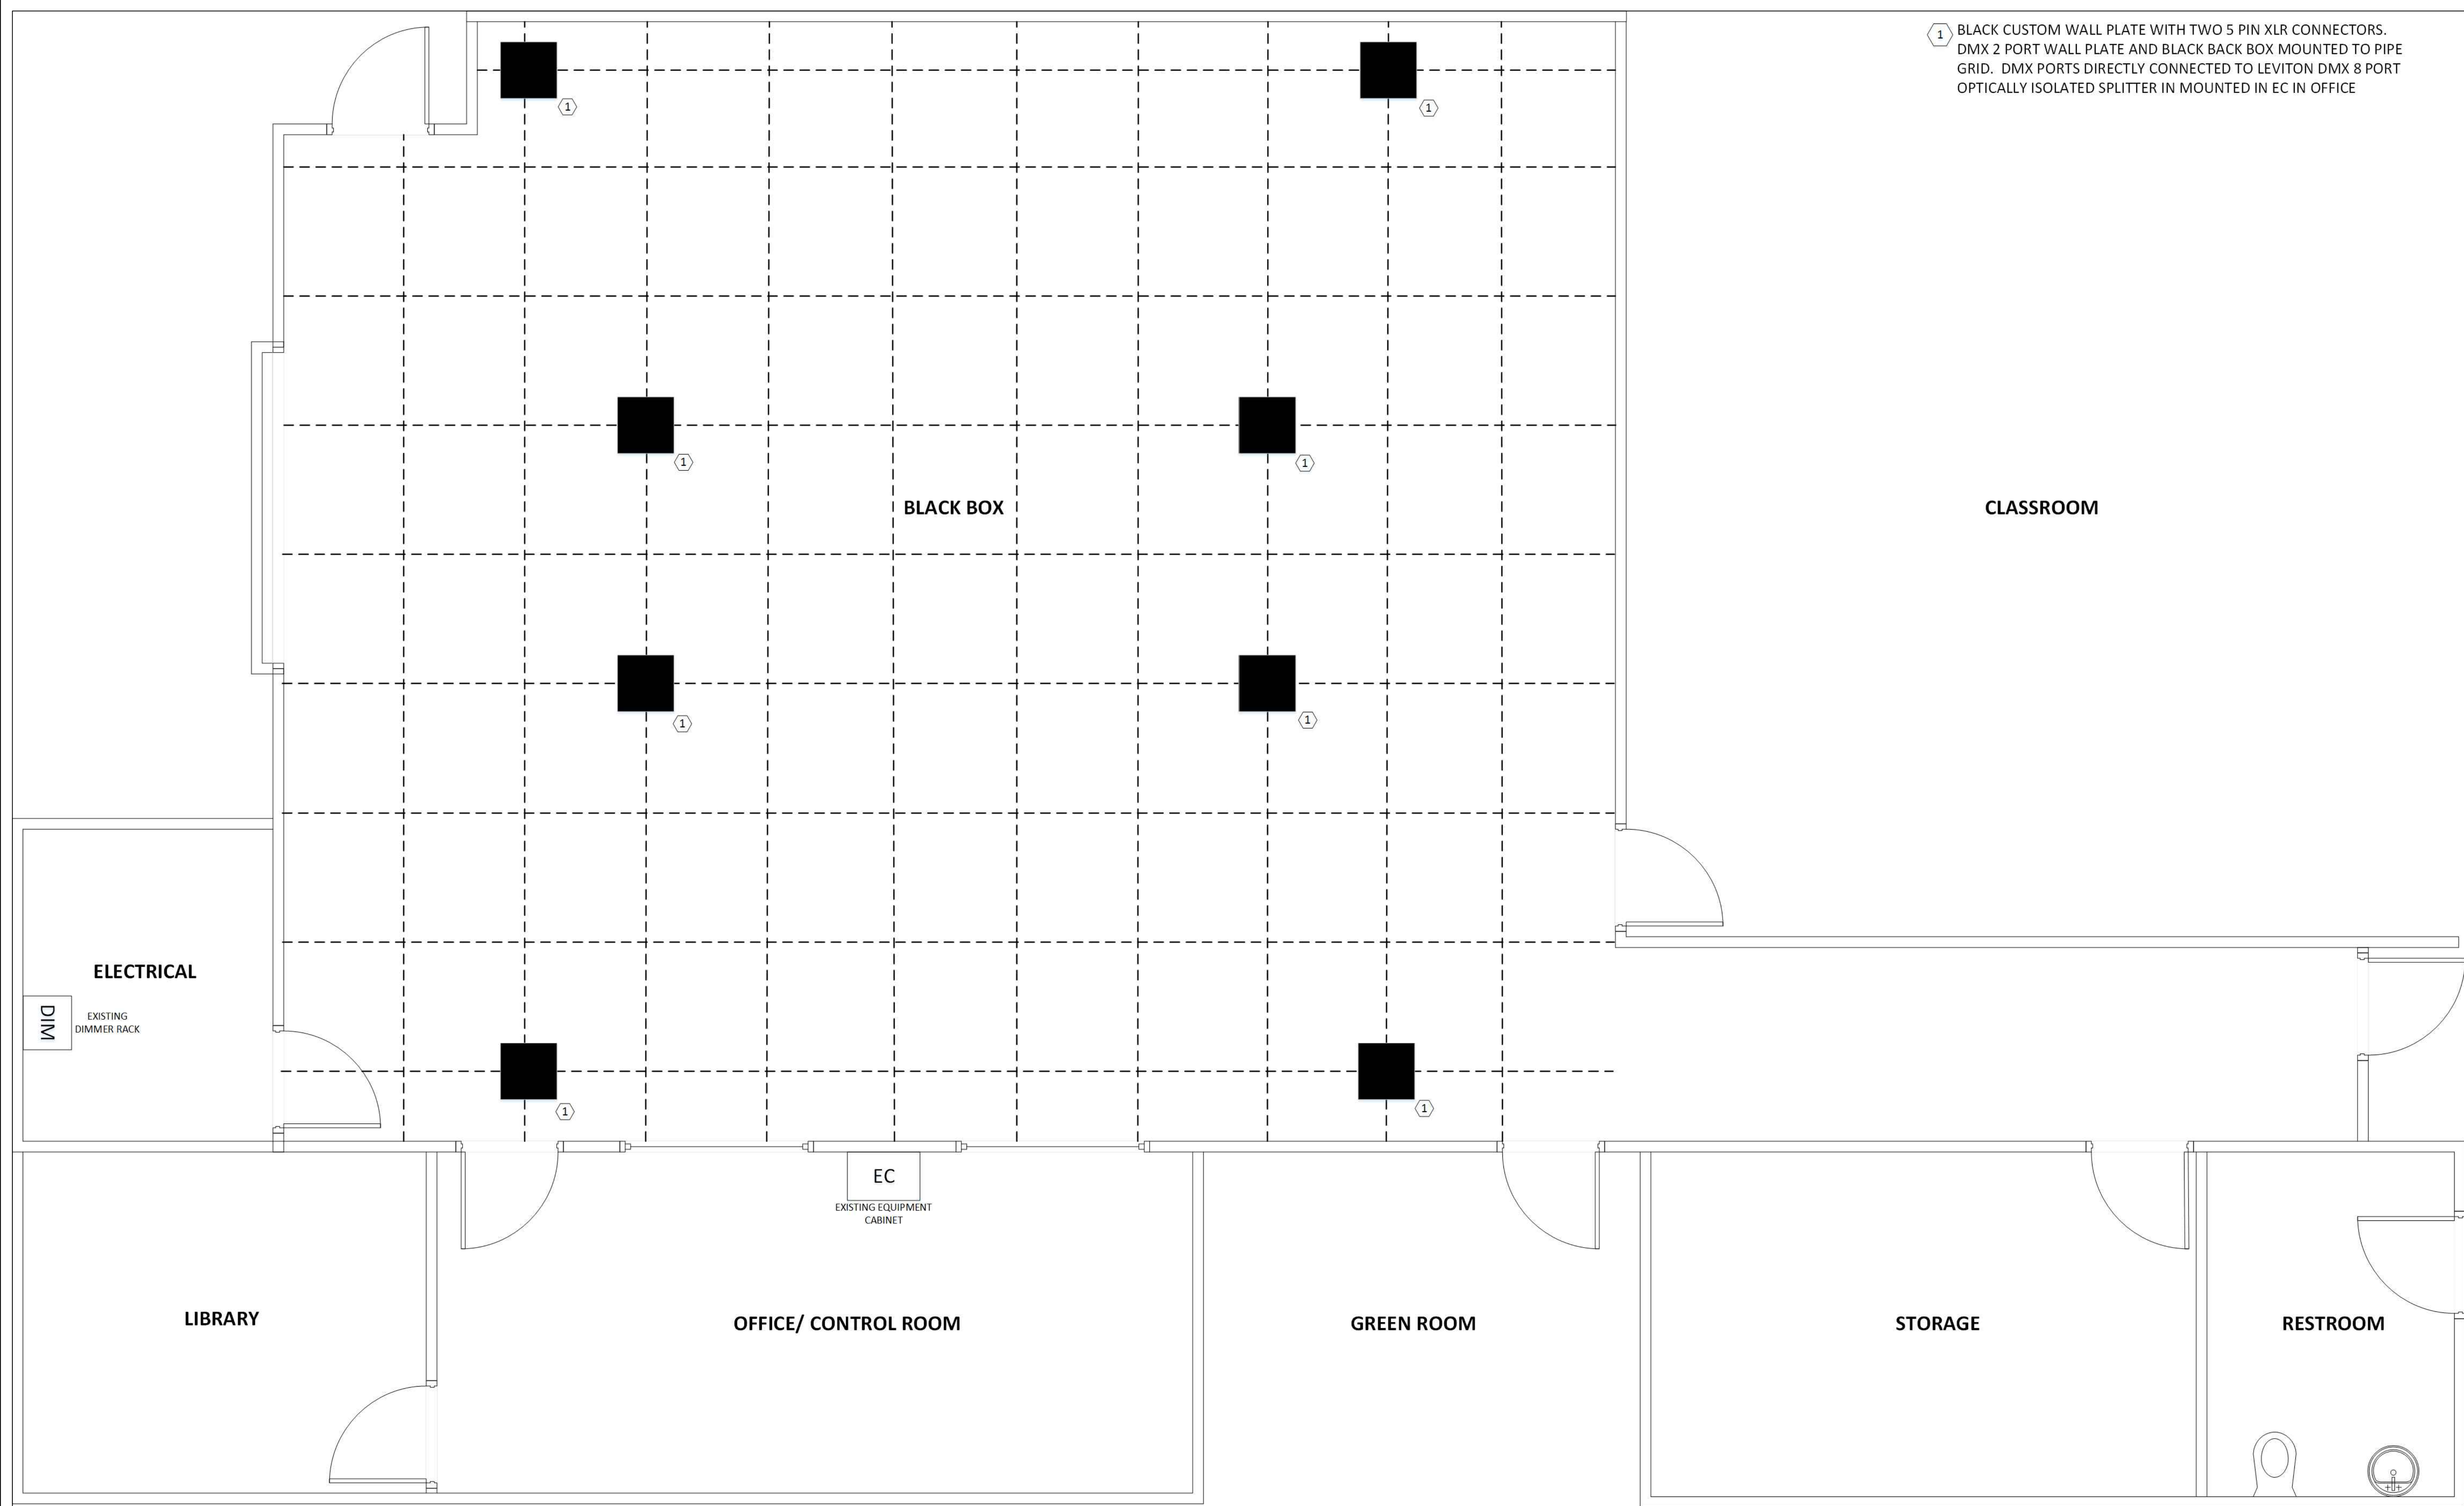 1 BLACK CUSTOM WALL PLATE WITH TWO 5 PIN XLR CONNECTORS.
DMX 2 PORT WALL PLATE AND BLACK BACK BOX MOUNTED TO PIPE
GRID. DMX PORTS DIRECTLY CONNECTED TO LEVITON DMX 8 PORT
OPTICALLY ISOLATED SPLITTER IN MOUNTED IN EC IN OFFICE
1
1
1
1
BLACK BOX
CLASSROOM
1
1
ELECTRICAL
DIM
EXISTING
DIMMER RACK
1
1
EC
EXISTING EQUIPMENT
CABINET
LIBRARY
OFFICE/ CONTROL ROOM
GREEN ROOM
STORAGE
RESTROOM